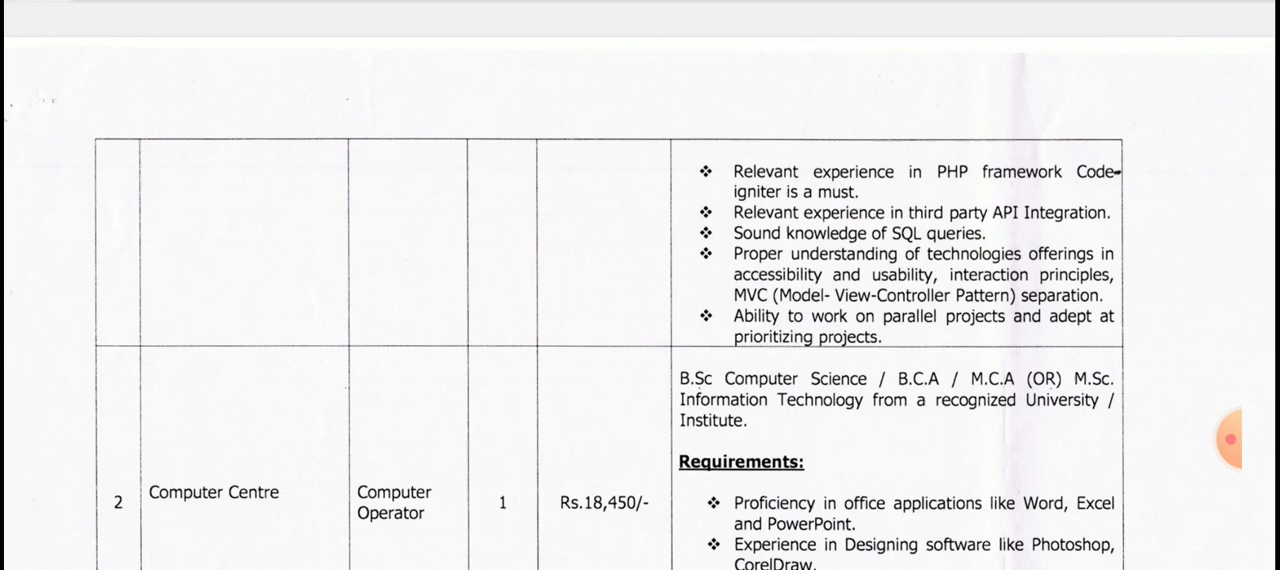 ❖ Relevant experience in PHP framework Code-
igniter is a must.
❖ Relevant experience in third party API Integration.
❖ Sound knowledge of SQL queries.
❖ Proper understanding of technologies offerings in
accessibility and usability, interaction principles,
MVC (Model- View-Controller Pattern) separation.
❖ Ability to work on parallel projects and adept at
prioritizing projects.
2
Computer Centre
Computer
Operator
1
Rs.18,450/-
B.Sc Computer Science / B.C.A / M.C.A (OR) M.Sc.
Information Technology from a recognized University /
Institute.
Requirements:
❖ Proficiency in office applications like Word, Excel
and PowerPoint.
❖ Experience in Designing software like Photoshop,
CorelDraw.